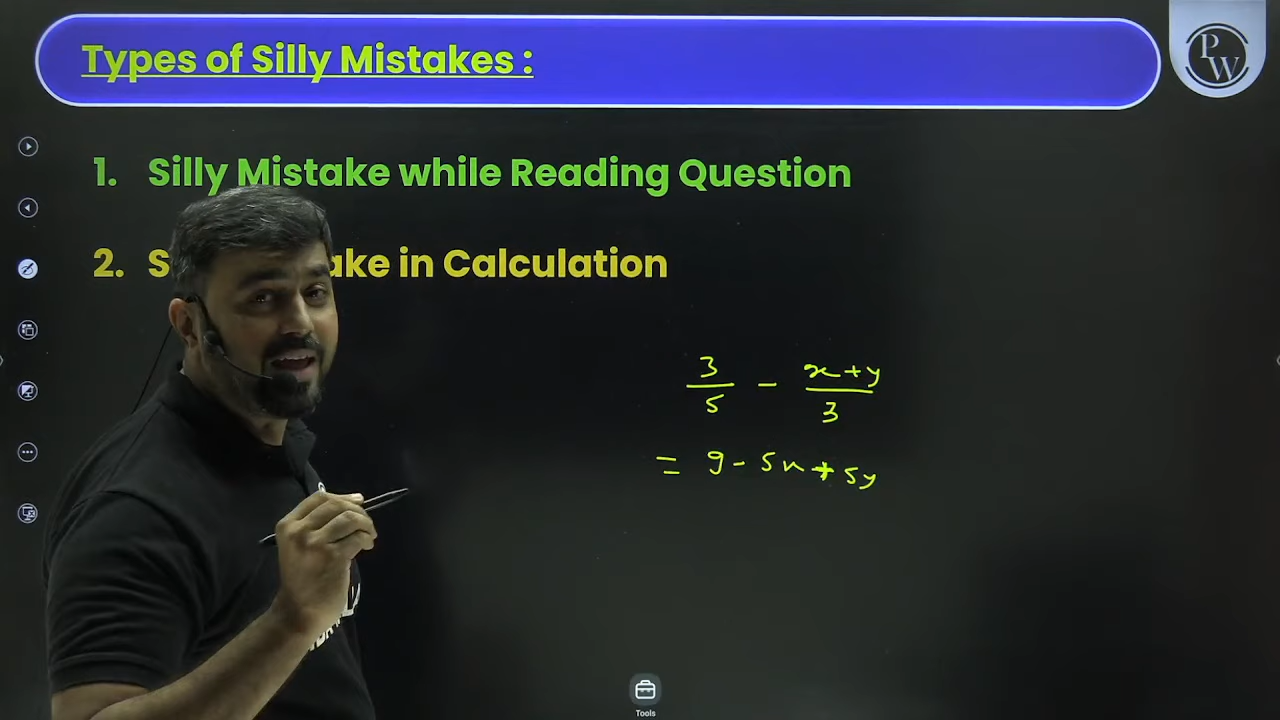 Types of Silly Mistakes :
PW
1. Silly Mistake while Reading Question
2. S ake in Calculation
3/5 - x+y/3
= 9 - 5x + 5y
Tools